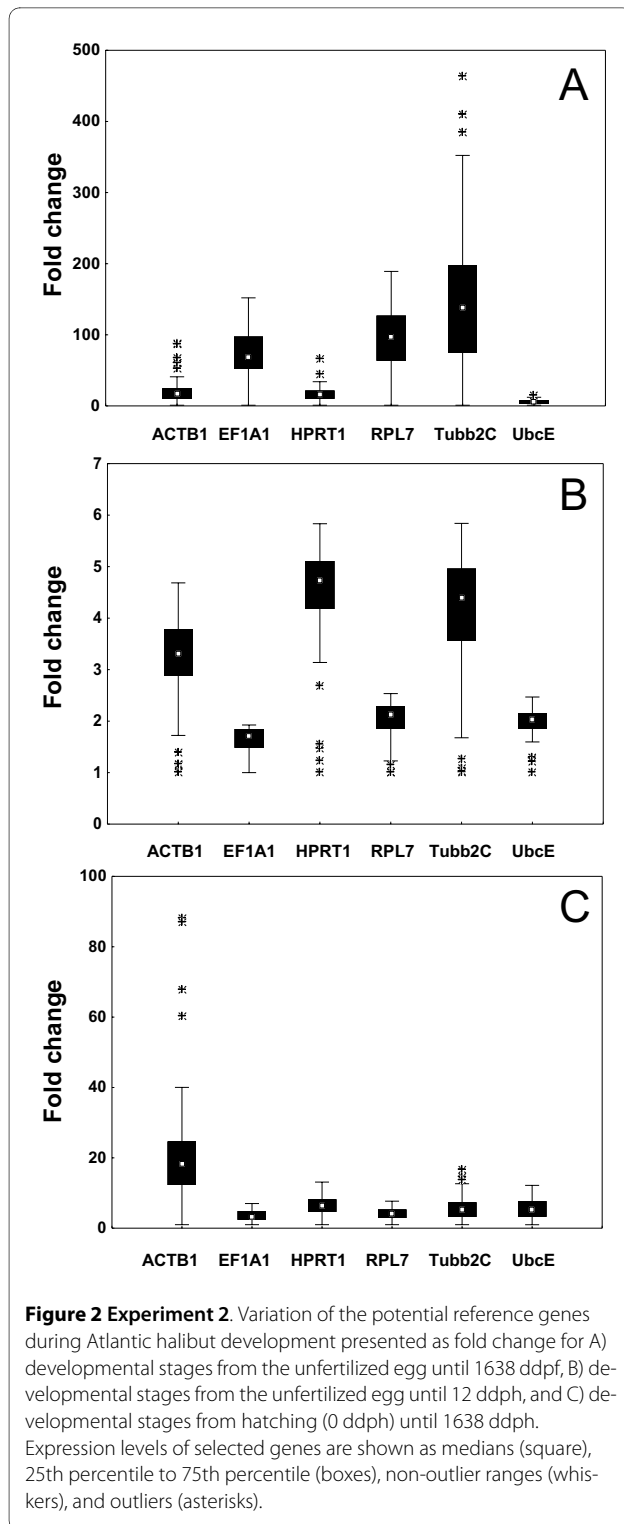 A
500
400
300
200
100
0
Fold change
ACTB1 EF1A1 HPRT1 RPL7 Tubb2C UbcE
B
7
6
5
4
3
2
1
0
Fold change
ACTB1 EF1A1 HPRT1 RPL7 Tubb2C UbcE
C
100
80
60
40
20
0
Fold change
ACTB1 EF1A1 HPRT1 RPL7 Tubb2C UbcE
Figure 2 Experiment 2. Variation of the potential reference genes
during Atlantic halibut development presented as fold change for A)
developmental stages from the unfertilized egg until 1638 ddpf, B) de-
velopmental stages from the unfertilized egg until 12 ddph, and C) de-
velopmental stages from hatching (0 ddph) until 1638 ddph.
Expression levels of selected genes are shown as medians (square),
25th percentile to 75th percentile (boxes), non-outlier ranges (whis-
kers), and outliers (asterisks).